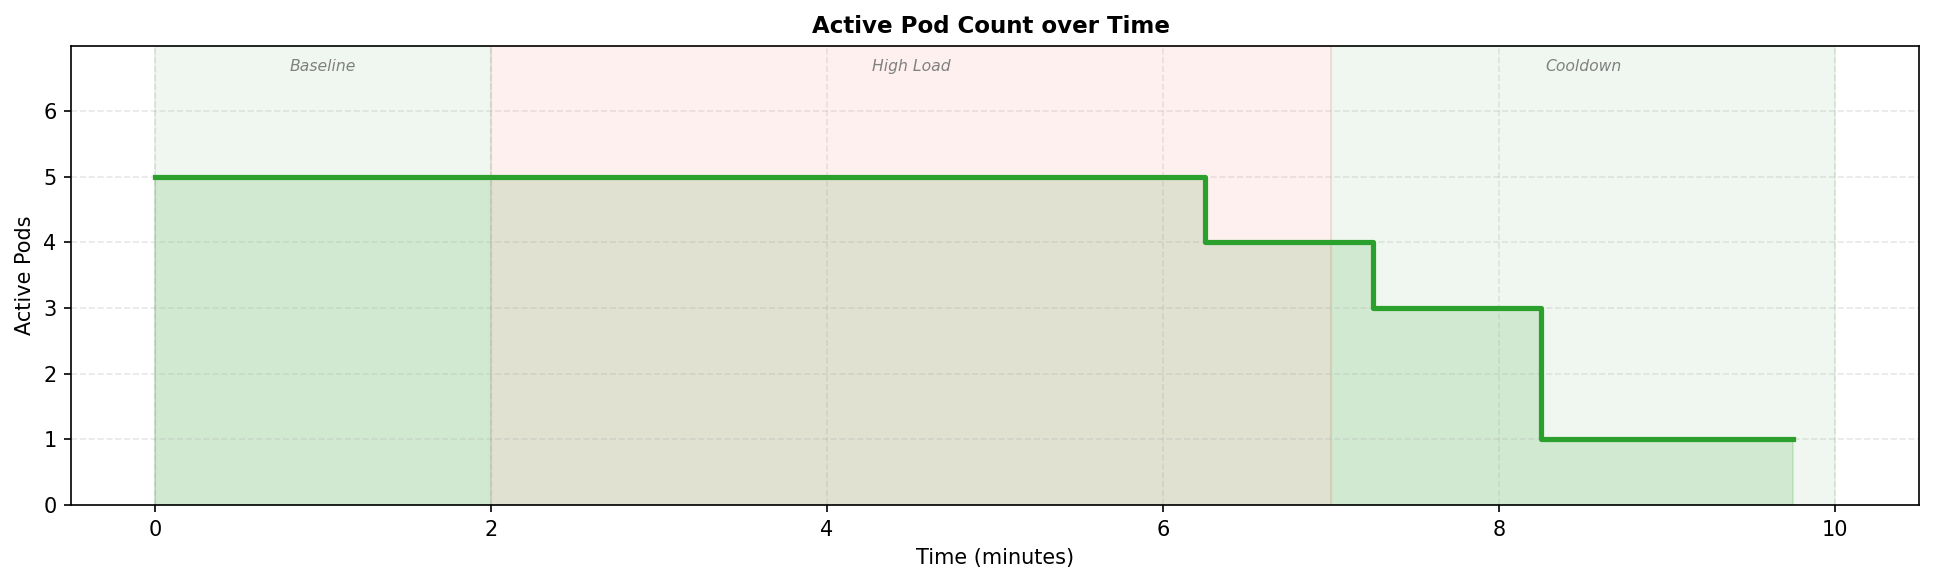 Active Pod Count over Time
Baseline
High Load
Cooldown
6
5
4
3
2
1
0
Active Pods
0 2 4 6 8 10
Time (minutes)